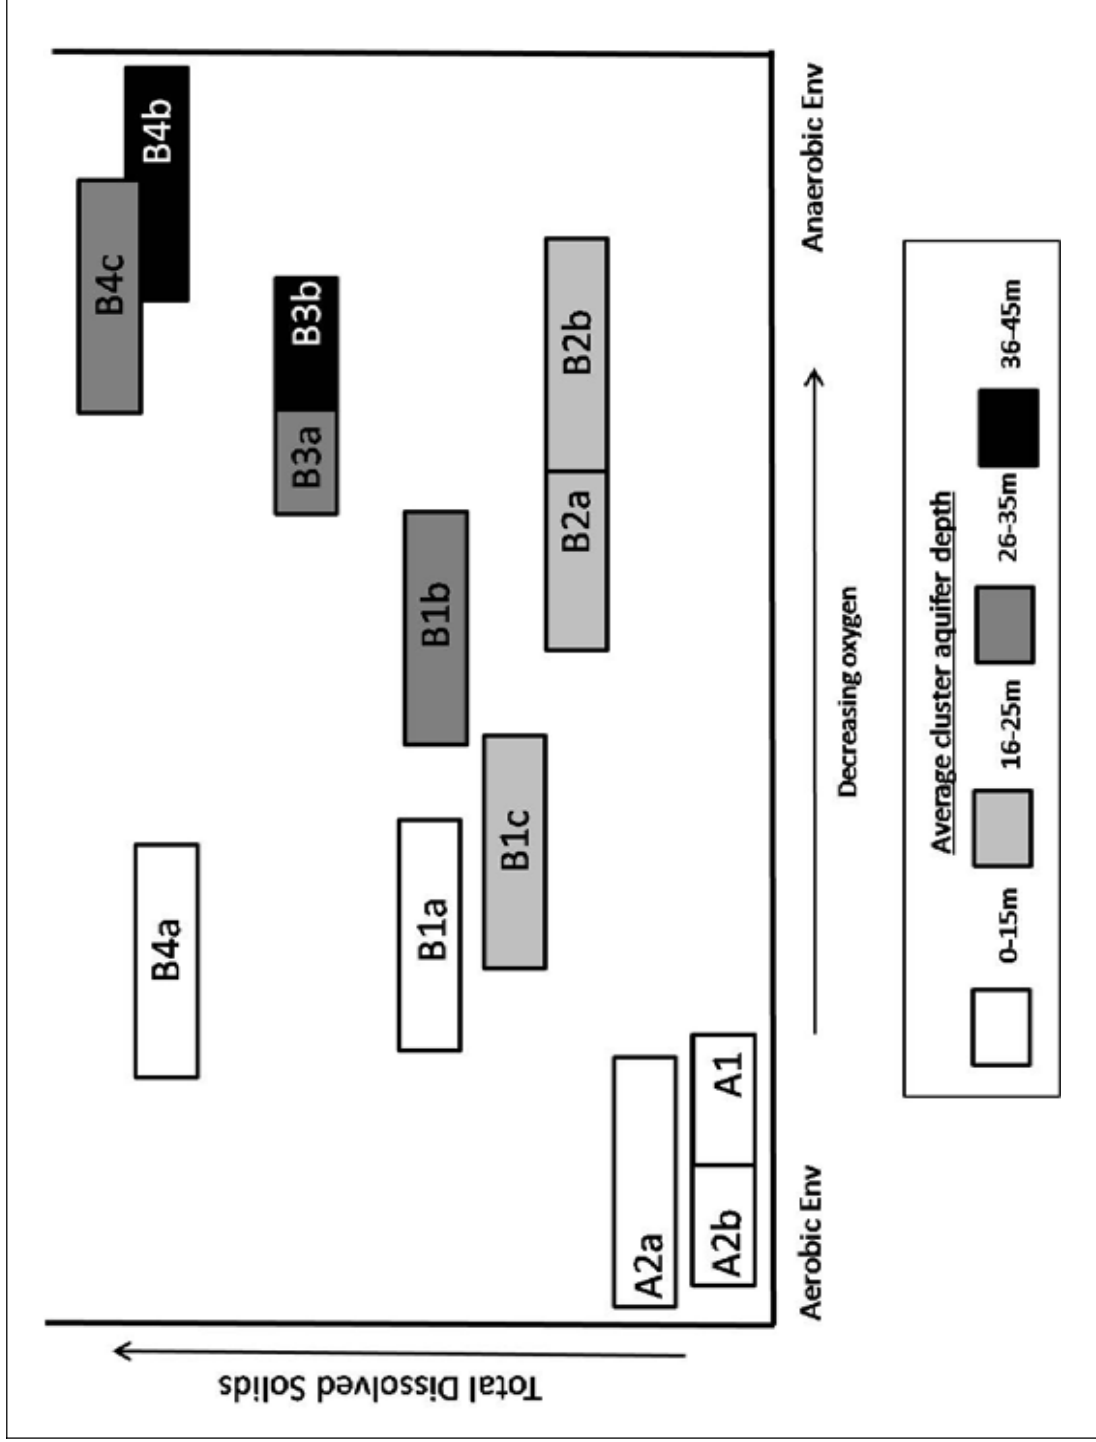 Total Dissolved Solids
B4c
B4b
B4a
B3a
B3b
B1a
B1b
B1c
B2a
B2b
A2a
A2b
A1
Aerobic Env
Anaerobic Env
Decreasing oxygen
Average cluster aquifer depth
0-15m
16-25m
26-35m
36-45m